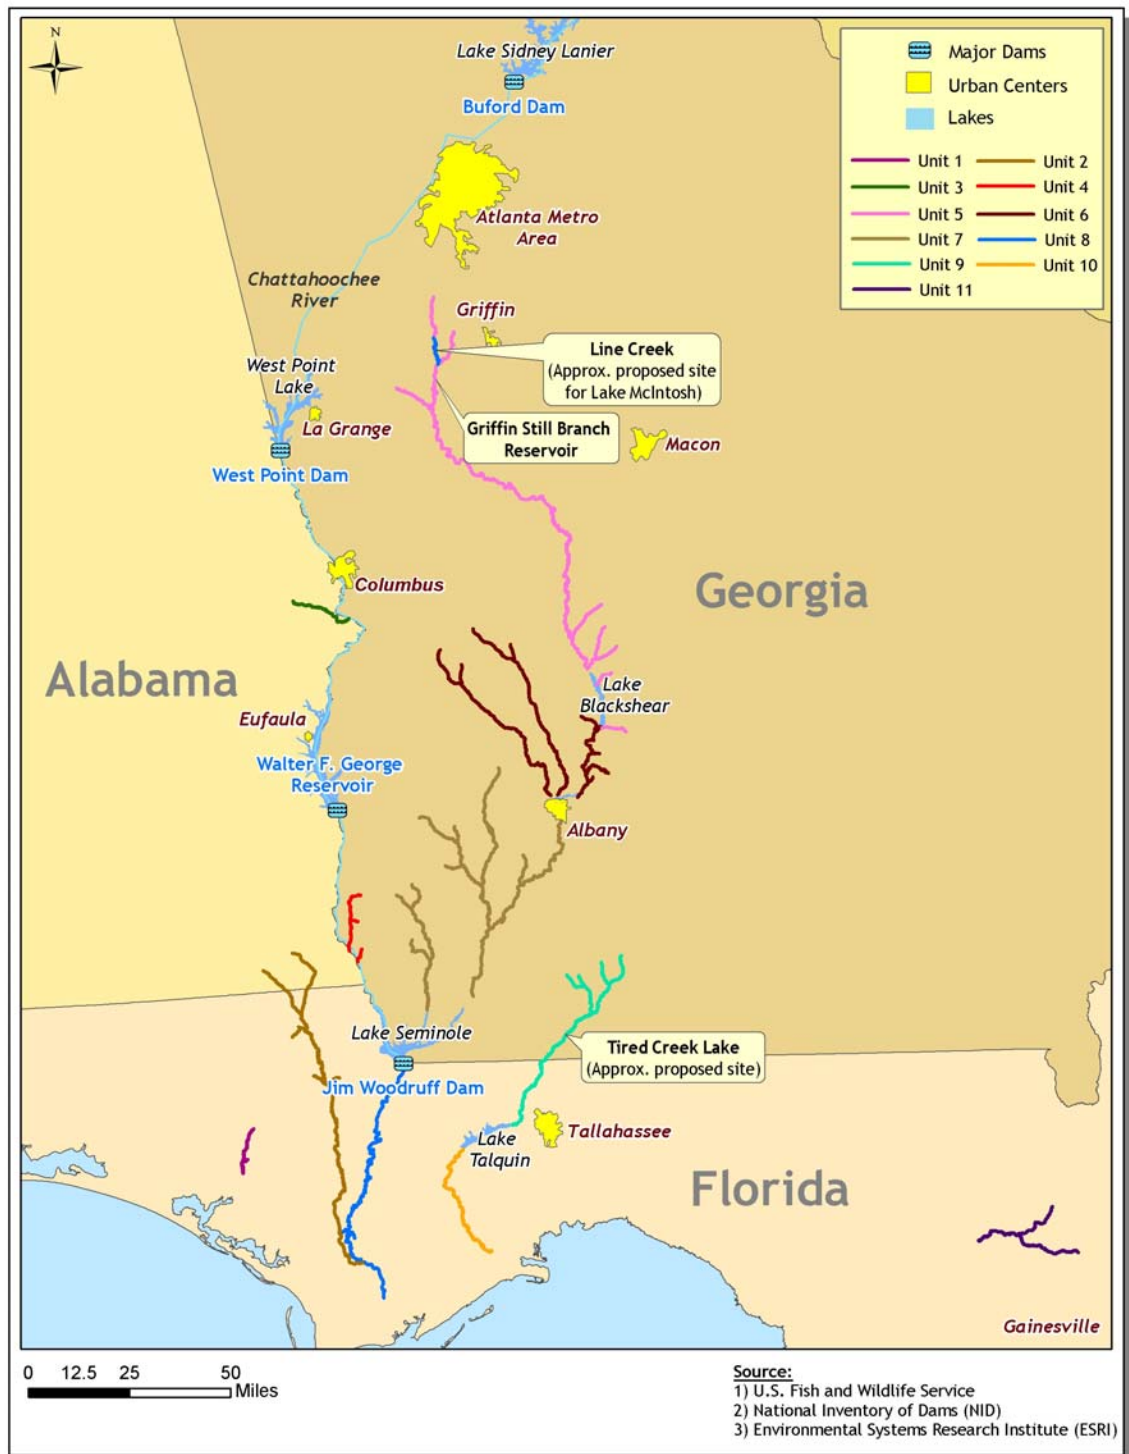 N
Lake Sidney Lanier
Buford Dam
Major Dams
Urban Centers
Lakes
Unit 1
Unit 2
Unit 3
Unit 4
Unit 5
Unit 6
Unit 7
Unit 8
Unit 9
Unit 10
Unit 11
Atlanta Metro
Area
Chattahoochee
River
Griffin
Line Creek
(Approx. proposed site
for Lake McIntosh)
West Point
Lake
La Grange
Griffin Still Branch
Reservoir
Macon
West Point Dam
Columbus
Georgia
Alabama
Lake
Blackshear
Eufaula
Walter F. George
Reservoir
Albany
Lake Seminole
Tired Creek Lake
(Approx. proposed site)
Jim Woodruff Dam
Lake
Talquin
Tallahassee
Florida
Gainesville
0 12.5 25 50
Miles
Source:
1) U.S. Fish and Wildlife Service
2) National Inventory of Dams (NID)
3) Environmental Systems Research Institute (ESRI)